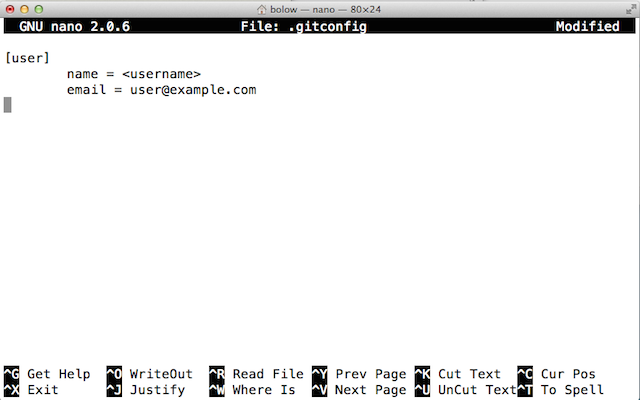 bolow — nano — 80×24
GNU nano 2.0.6 File: .gitconfig Modified
[user]
name = <username>
email = user@example.com
^G Get Help ^O WriteOut ^R Read File ^Y Prev Page ^K Cut Text ^C Cur Pos
^X Exit ^J Justify ^W Where Is ^V Next Page ^U UnCut Text ^T To Spell